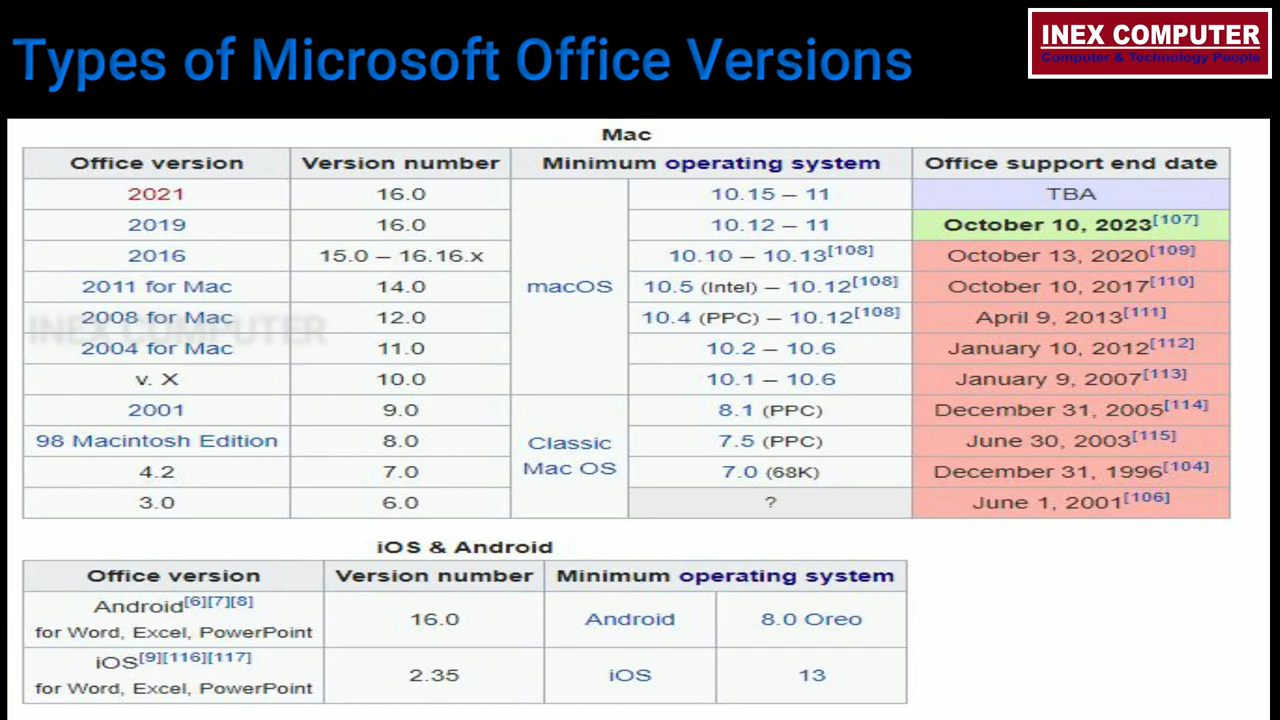 Types of Microsoft Office Versions
INEX COMPUTER
Computer & Technology People
Mac
Office version Version number Minimum operating system Office support end date
2021 16.0 10.15 – 11 TBA
2019 16.0 10.12 – 11 October 10, 2023[107]
2016 15.0 – 16.16.x 10.10 – 10.13[108] October 13, 2020[109]
2011 for Mac 14.0 macOS 10.5 (Intel) – 10.12[108] October 10, 2017[110]
2008 for Mac 12.0 10.4 (PPC) – 10.12[108] April 9, 2013[111]
INEX COMPUTER
2004 for Mac 11.0 10.2 – 10.6 January 10, 2012[112]
v. X 10.0 10.1 – 10.6 January 9, 2007[113]
2001 9.0 8.1 (PPC) December 31, 2005[114]
98 Macintosh Edition 8.0 Classic Mac OS 7.5 (PPC) June 30, 2003[115]
4.2 7.0 7.0 (68K) December 31, 1996[104]
3.0 6.0 ? June 1, 2001[106]
iOS & Android
Office version Version number Minimum operating system
Android[6][7][8]
for Word, Excel, PowerPoint 16.0 Android 8.0 Oreo
iOS[9][116][117]
for Word, Excel, PowerPoint 2.35 iOS 13